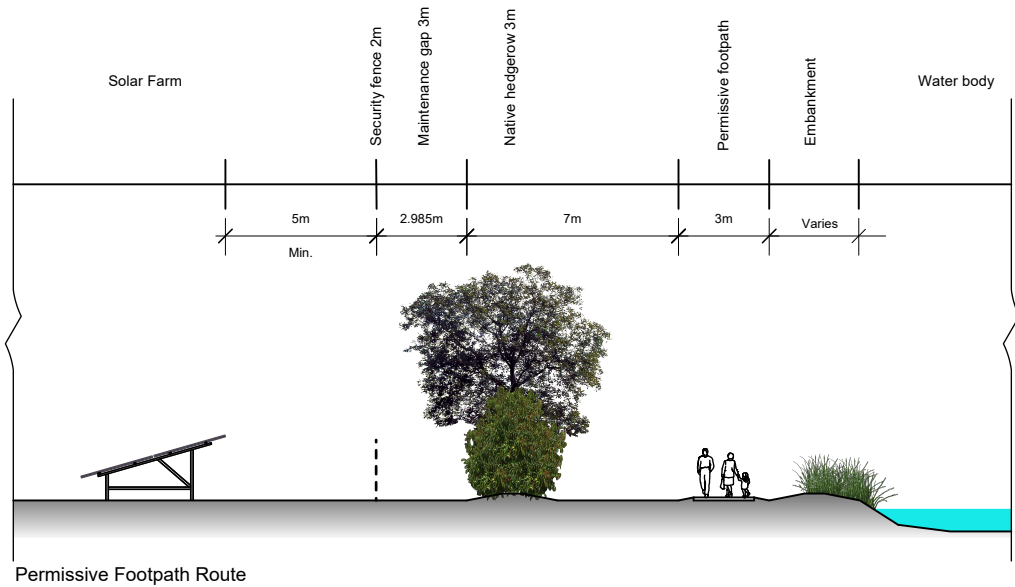 Solar Farm
Security fence 2m
Maintenance gap 3m
Native hedgerow 3m
Permissive footpath
Embankment
Water body
5m
2.985m
7m
3m
Varies
Min.
Permissive Footpath Route